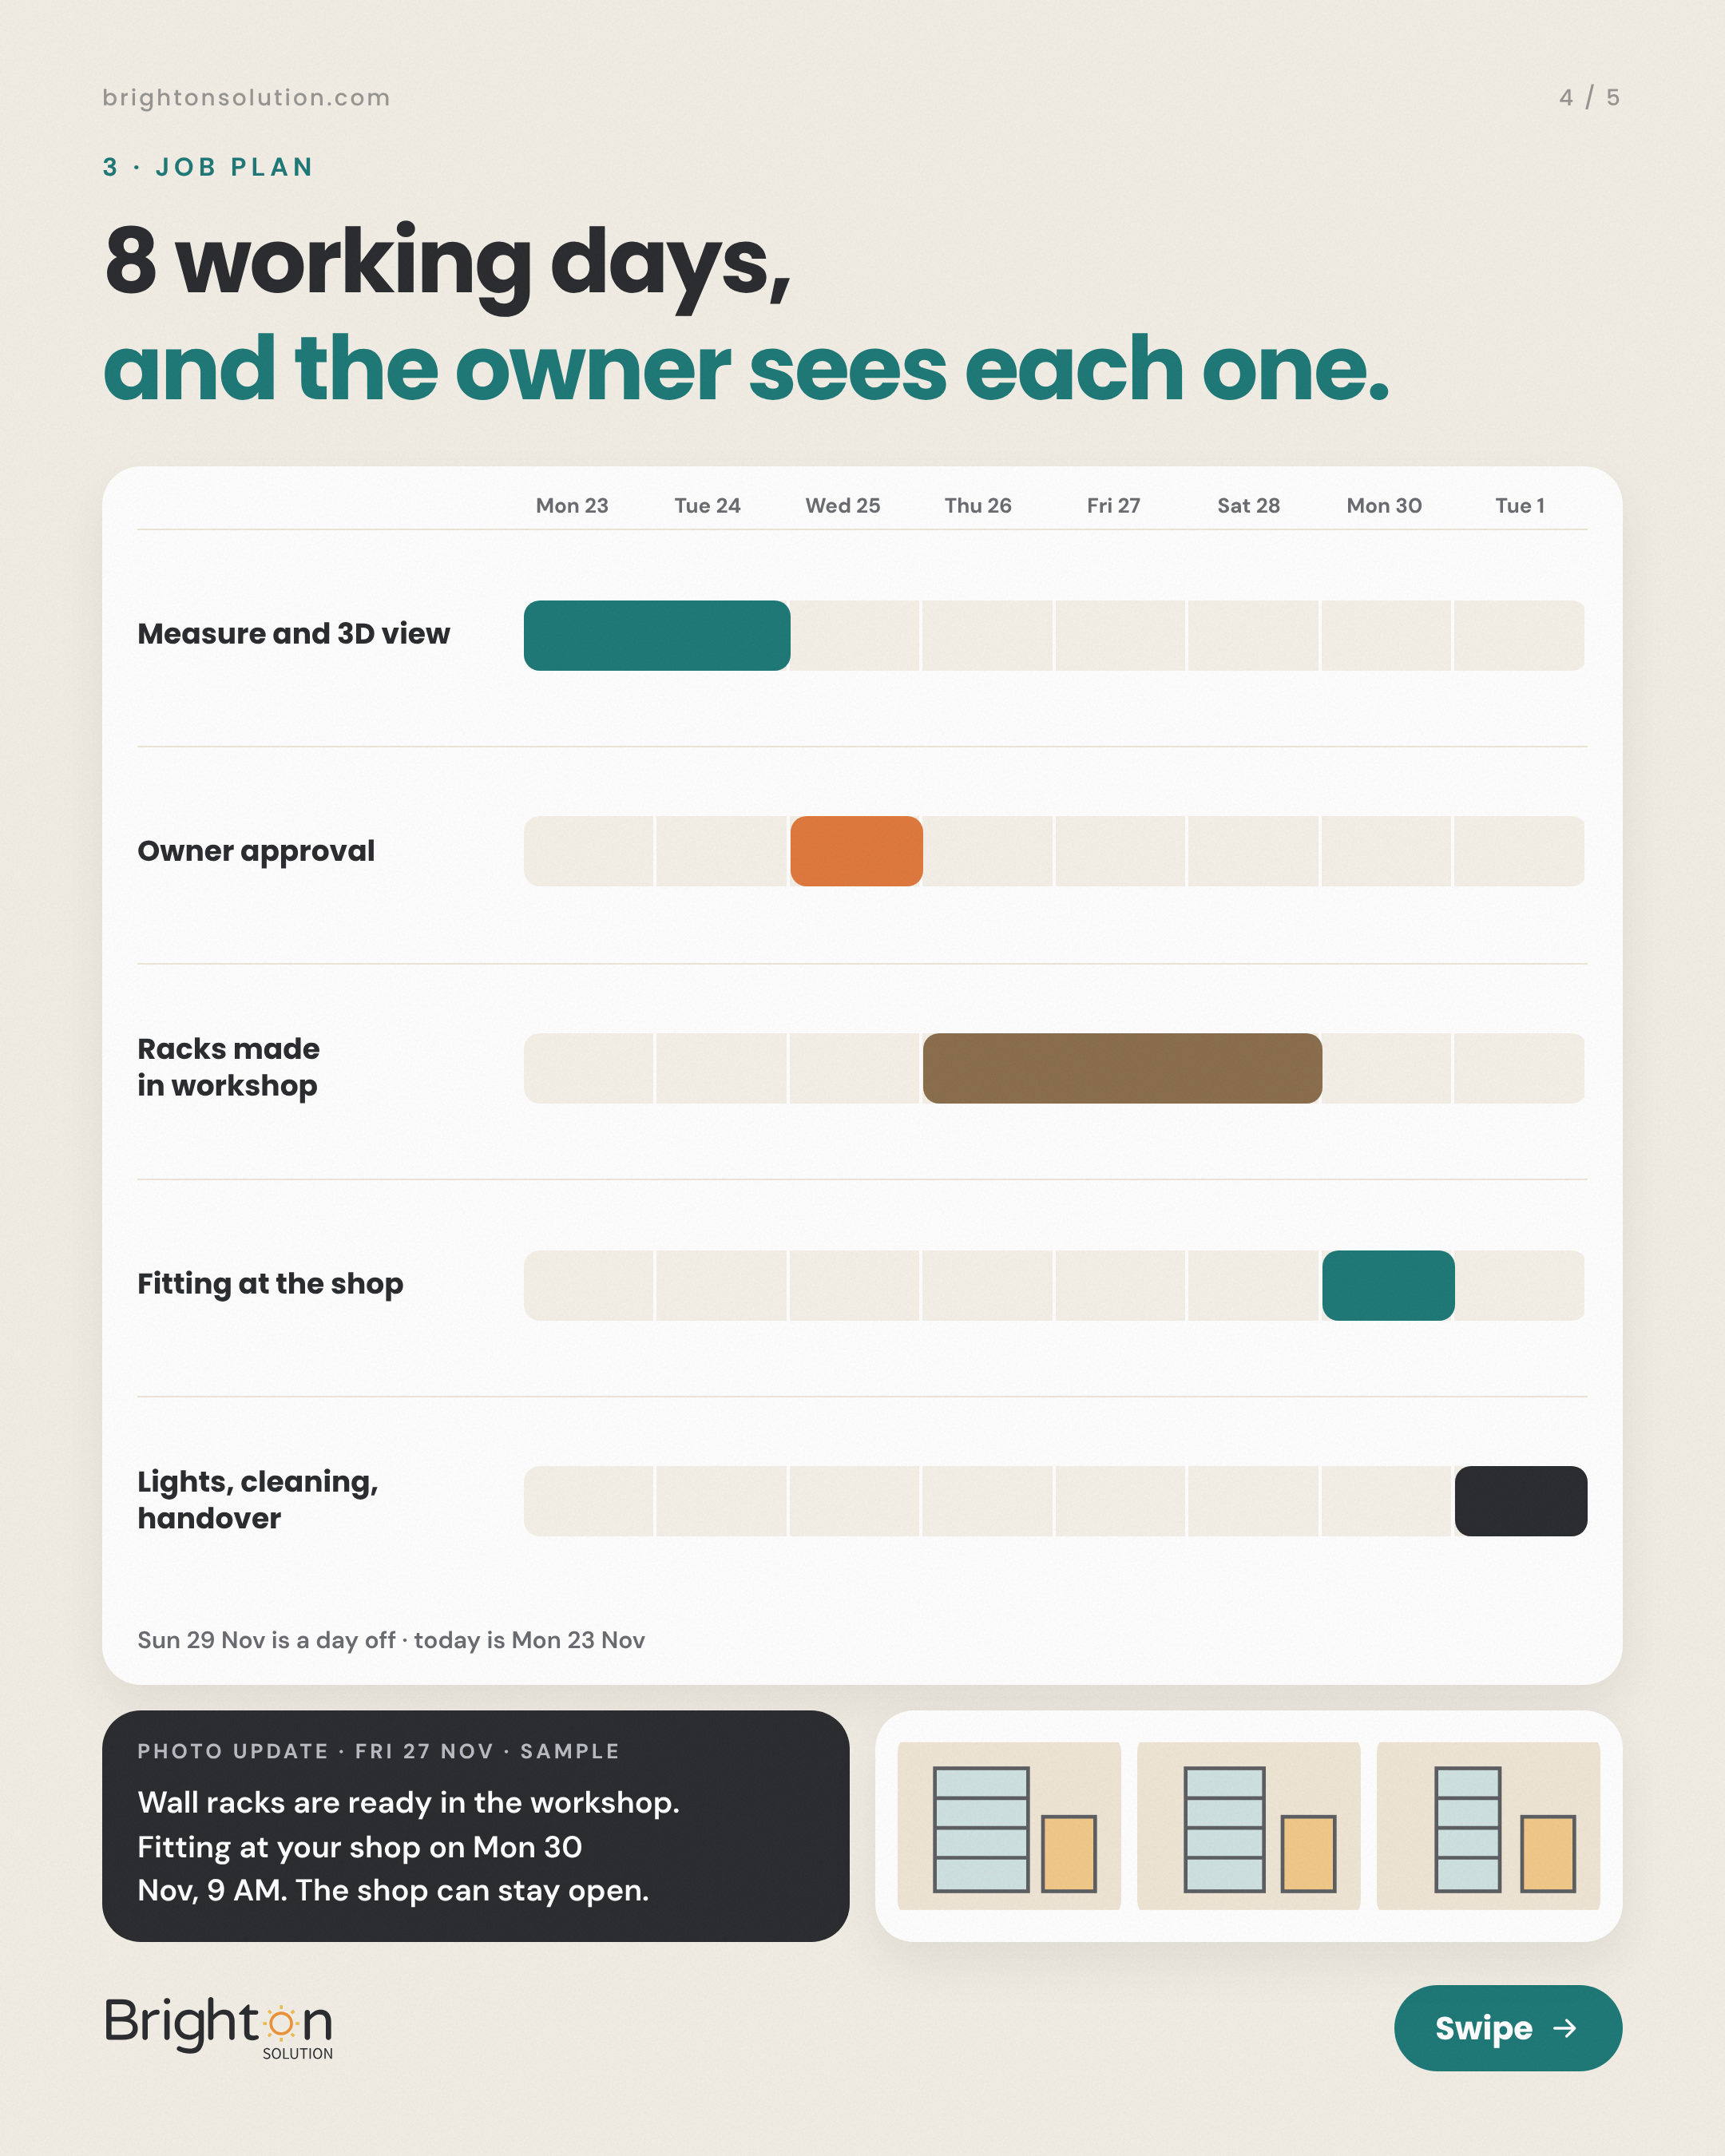 brightonsolution.com
4 / 5
3 · JOB PLAN
8 working days,
and the owner sees each one.
Mon 23 Tue 24 Wed 25 Thu 26 Fri 27 Sat 28 Mon 30 Tue 1
Measure and 3D view
Owner approval
Racks made
in workshop
Fitting at the shop
Lights, cleaning,
handover
Sun 29 Nov is a day off · today is Mon 23 Nov
PHOTO UPDATE · FRI 27 NOV · SAMPLE
Wall racks are ready in the workshop.
Fitting at your shop on Mon 30
Nov, 9 AM. The shop can stay open.
Brighton
SOLUTION
Swipe →